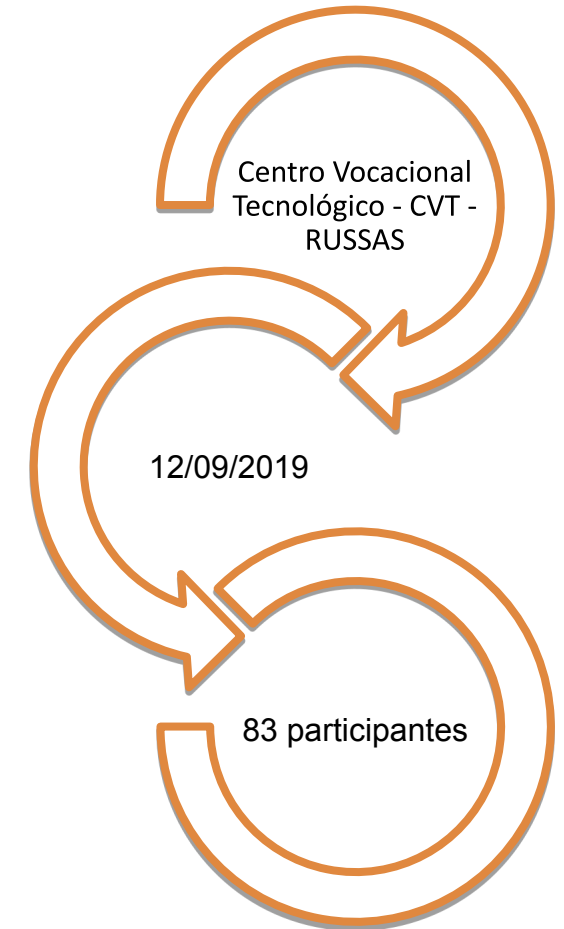 Centro Vocacional
Tecnológico - CVT -
RUSSAS
12/09/2019
83 participantes